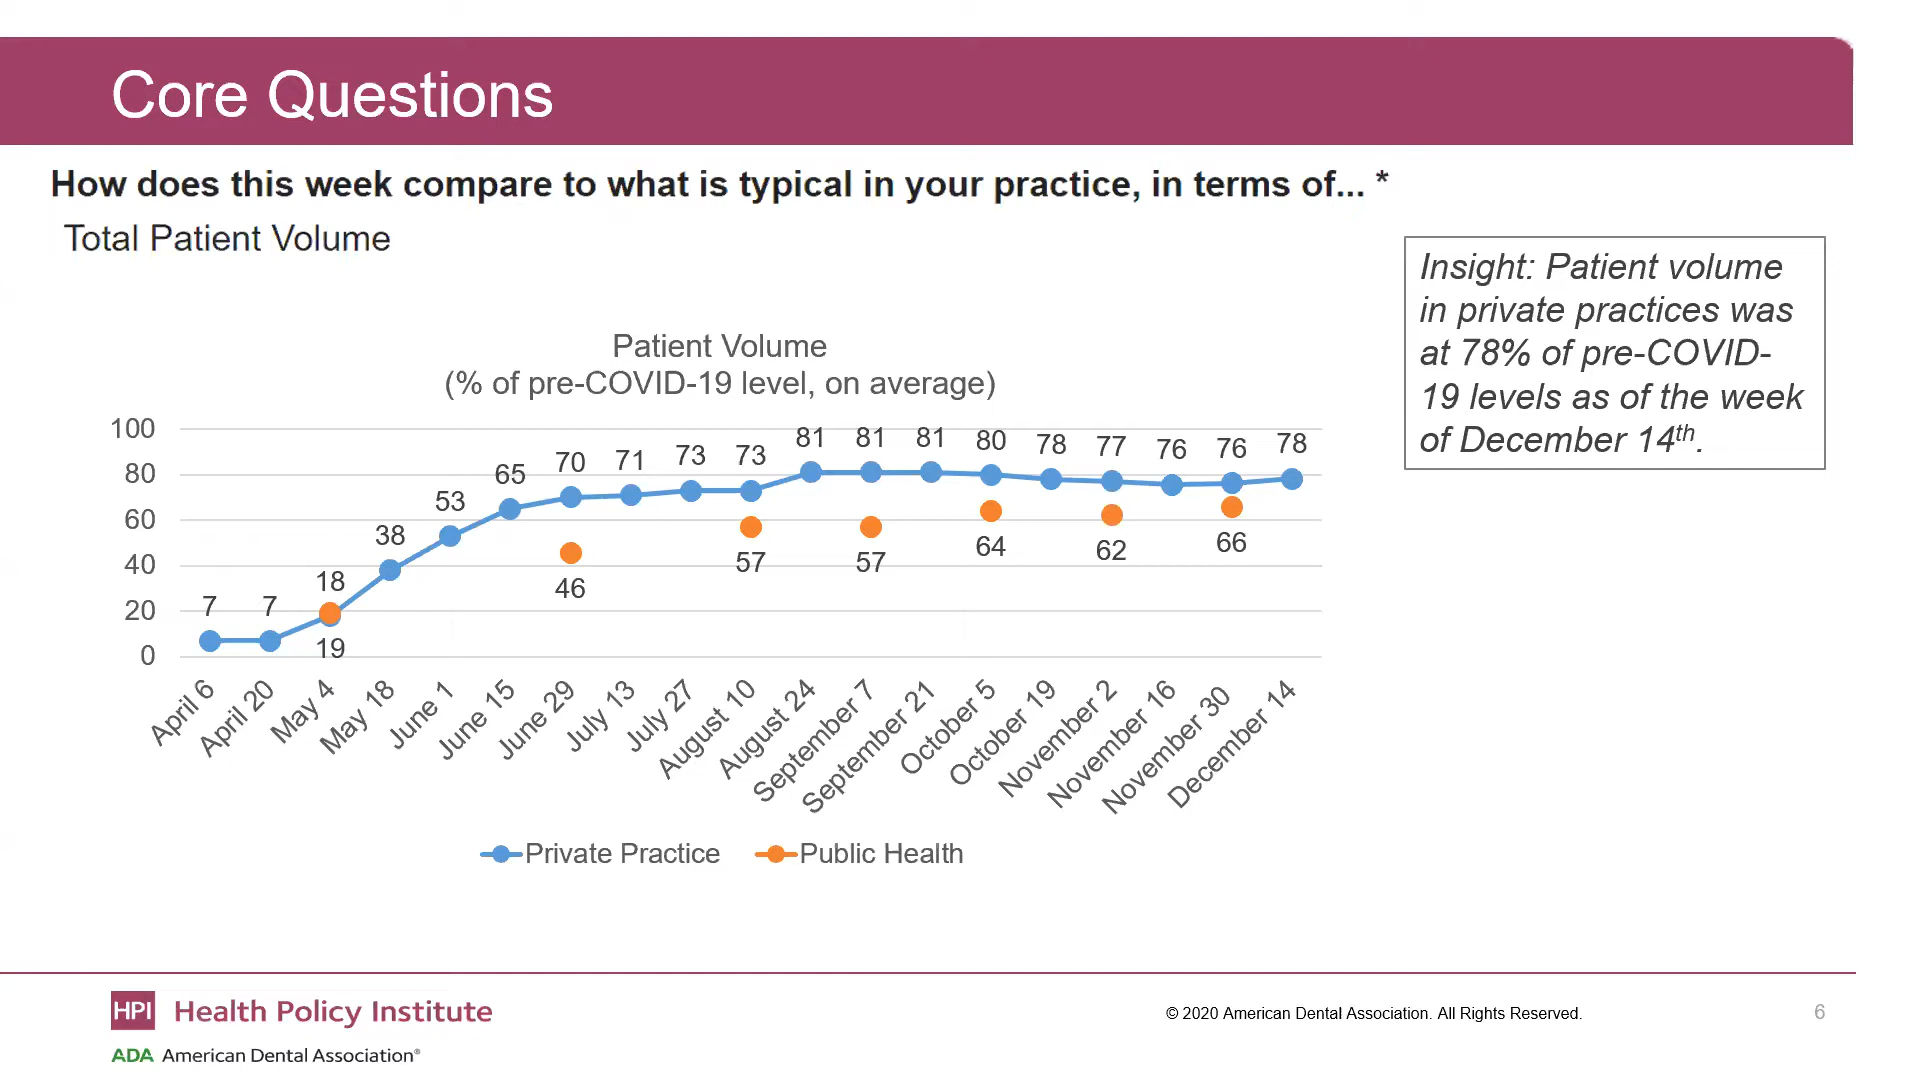 Core Questions
How does this week compare to what is typical in your practice, in terms of... *
Total Patient Volume
Insight: Patient volume
in private practices was
at 78% of pre-COVID-
19 levels as of the week
of December 14th.
Patient Volume
(% of pre-COVID-19 level, on average)
100
80
60
40
20
0
7 7 18 38 53 65 70 71 73 73 81 81 81 80 78 77 76 76 78
19 46 57 57 64 62 66
April 6
April 20
May 4
May 18
June 1
June 15
June 29
July 13
July 27
August 10
August 24
September 7
September 21
October 5
October 19
November 2
November 16
November 30
December 14
Private Practice Public Health
HPI Health Policy Institute
ADA American Dental Association®
© 2020 American Dental Association. All Rights Reserved.
6